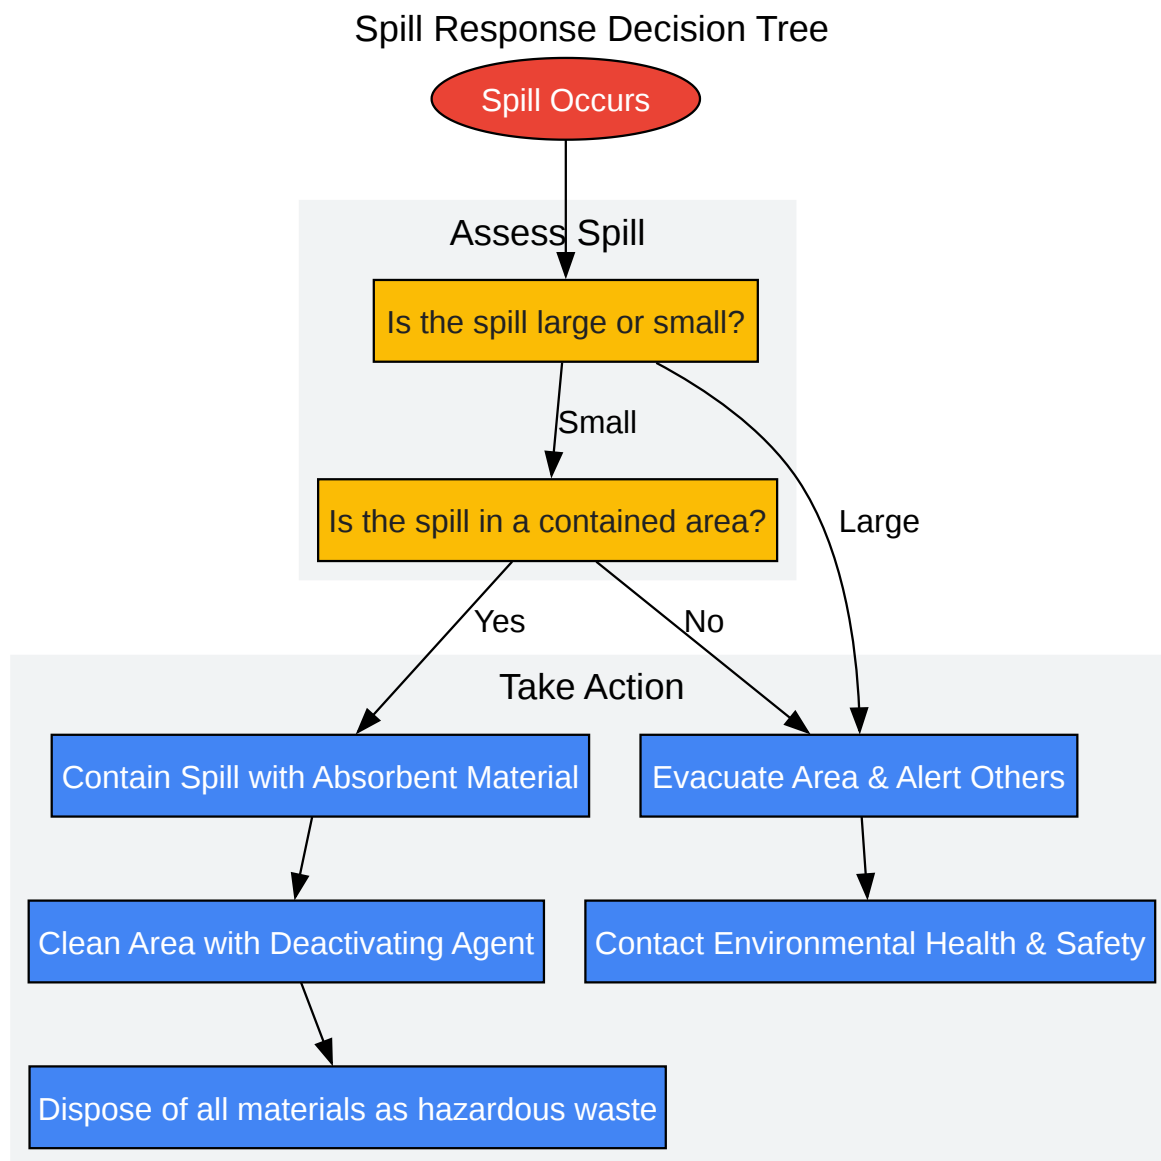 Spill Response Decision Tree
Spill Occurs
Assess Spill
Is the spill large or small?
Small
Is the spill in a contained area?
Large
Yes
No
Take Action
Contain Spill with Absorbent Material
Evacuate Area & Alert Others
Clean Area with Deactivating Agent
Contact Environmental Health & Safety
Dispose of all materials as hazardous waste